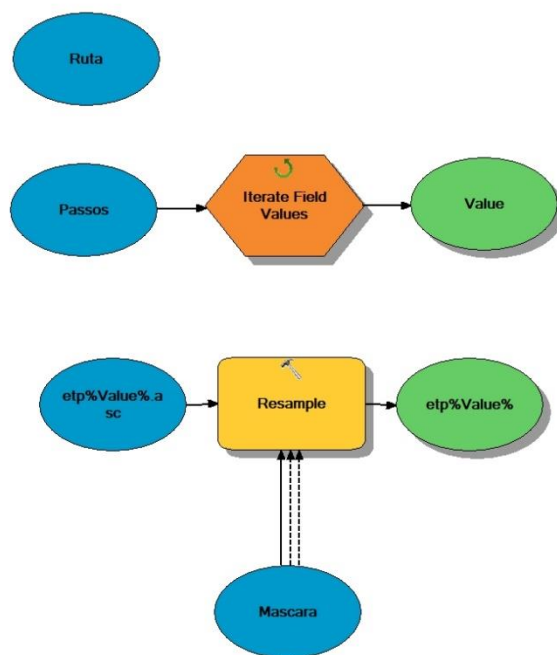 Ruta
Passos
Iterate Field
Values
Value
etp%Value%.a
sc
Resample
etp%Value%
Mascara